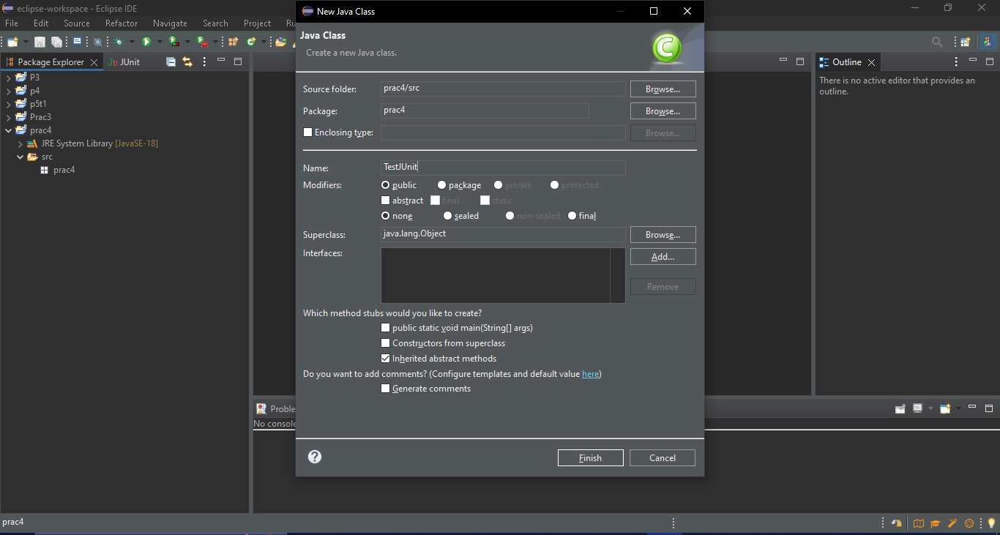 eclipse-workspace - Eclipse IDE
File Edit Source Refactor Navigate Search Project Ru
Package Explorer
JUnit
P3
p4
p5t1
Prac3
prac4
JRE System Library [JavaSE-18]
src
prac4
New Java Class
Java Class
Create a new Java class.
Source folder: prac4/src Browse...
Package: prac4 Browse...
Enclosing type: Browse...
Name: TestJUnit
Modifiers: public package private protected
abstract final static
none sealed non-sealed final
Superclass: java.lang.Object Browse...
Interfaces: Add...
Remove
Which method stubs would you like to create?
public static void main(String[] args)
Constructors from superclass
Inherited abstract methods
Do you want to add comments? (Configure templates and default value here)
Generate comments
Finish Cancel
Outline
There is no active editor that provides an
outline.
Proble
No console
prac4